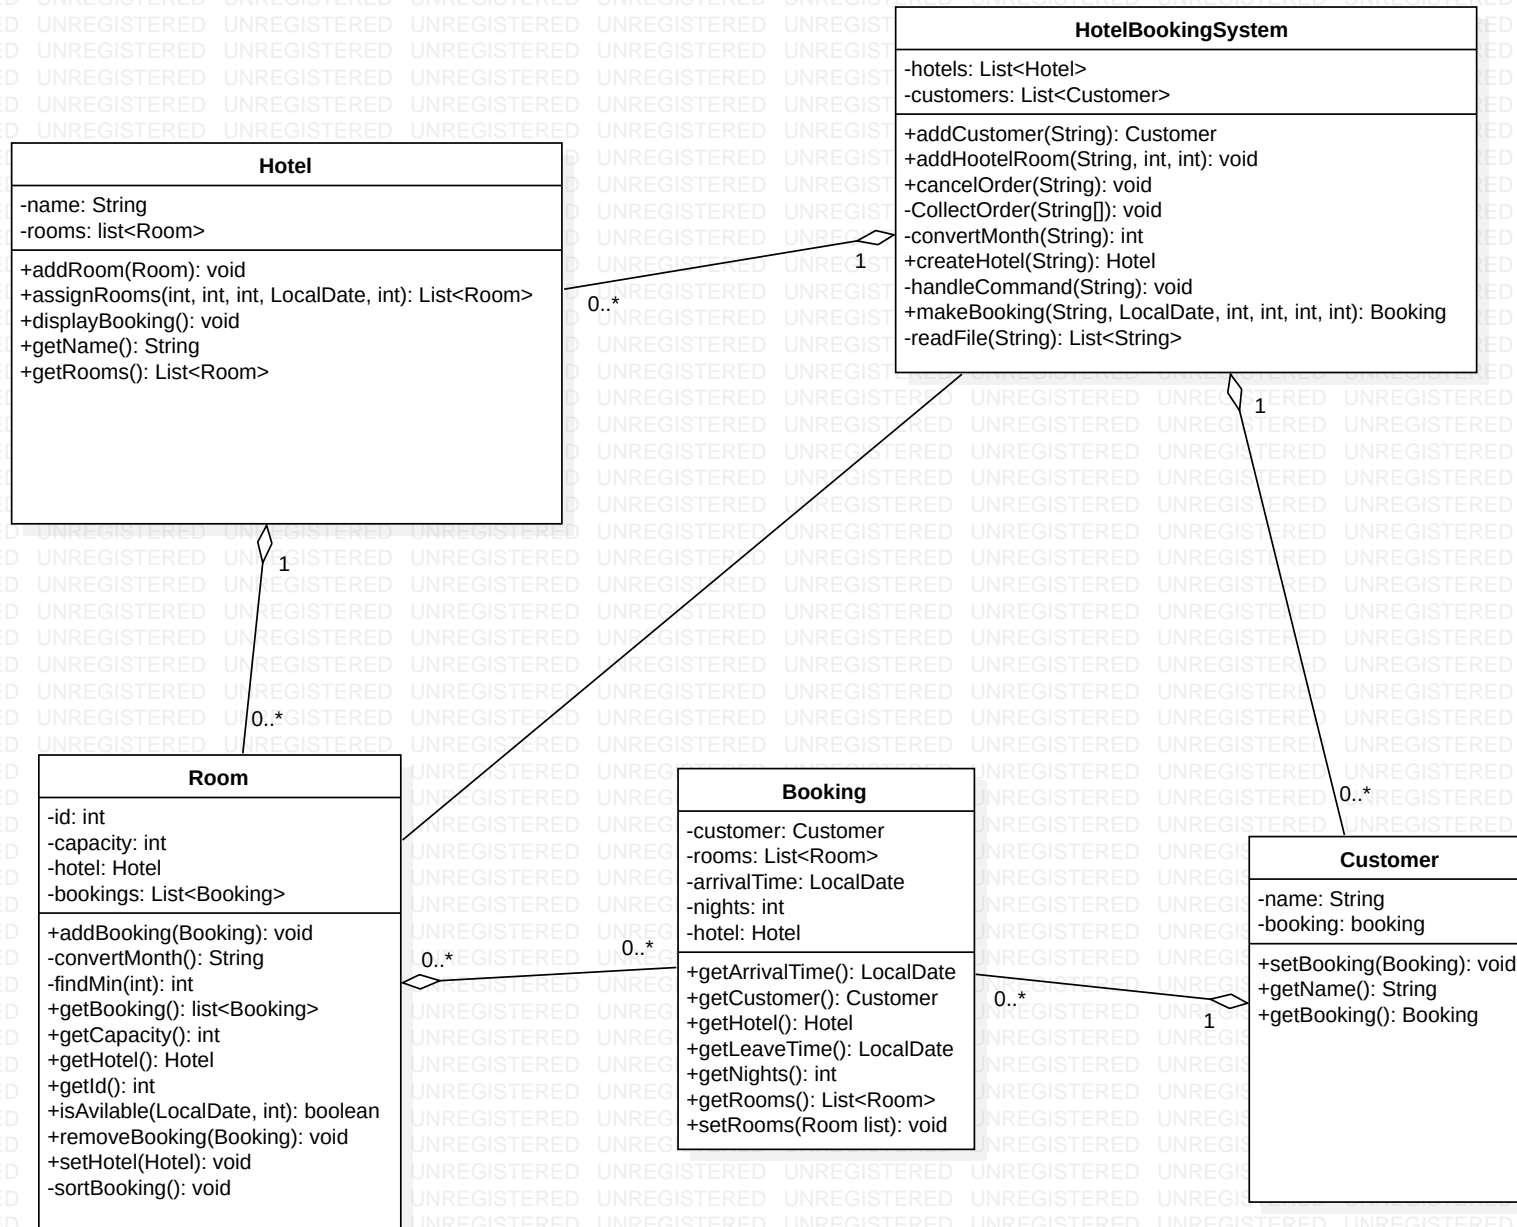 HotelBookingSystem
-hotels: List<Hotel>
-customers: List<Customer>
+addCustomer(String): Customer
+addHootelRoom(String, int, int): void
+cancelOrder(String): void
-CollectOrder(String[]): void
-convertMonth(String): int
+createHotel(String): Hotel
-handleCommand(String): void
+makeBooking(String, LocalDate, int, int, int, int): Booking
-readFile(String): List<String>
Hotel
-name: String
-rooms: list<Room>
+addRoom(Room): void
+assignRooms(int, int, int, LocalDate, int): List<Room>
+displayBooking(): void
+getName(): String
+getRooms(): List<Room>
1
0..*
1
1
0..*
0..*
Room
-id: int
-capacity: int
-hotel: Hotel
-bookings: List<Booking>
+addBooking(Booking): void
-convertMonth(): String
-findMin(int): int
+getBooking(): list<Booking>
+getCapacity(): int
+getHotel(): Hotel
+getId(): int
+isAvilable(LocalDate, int): boolean
+removeBooking(Booking): void
+setHotel(Hotel): void
-sortBooking(): void
0..*
0..*
Booking
-customer: Customer
-rooms: List<Room>
-arrivalTime: LocalDate
-nights: int
-hotel: Hotel
+getArrivalTime(): LocalDate
+getCustomer(): Customer
+getHotel(): Hotel
+getLeaveTime(): LocalDate
+getNights(): int
+getRooms(): List<Room>
+setRooms(Room list): void
0..*
1
Customer
-name: String
-booking: booking
+setBooking(Booking): void
+getName(): String
+getBooking(): Booking
UNREGISTERED